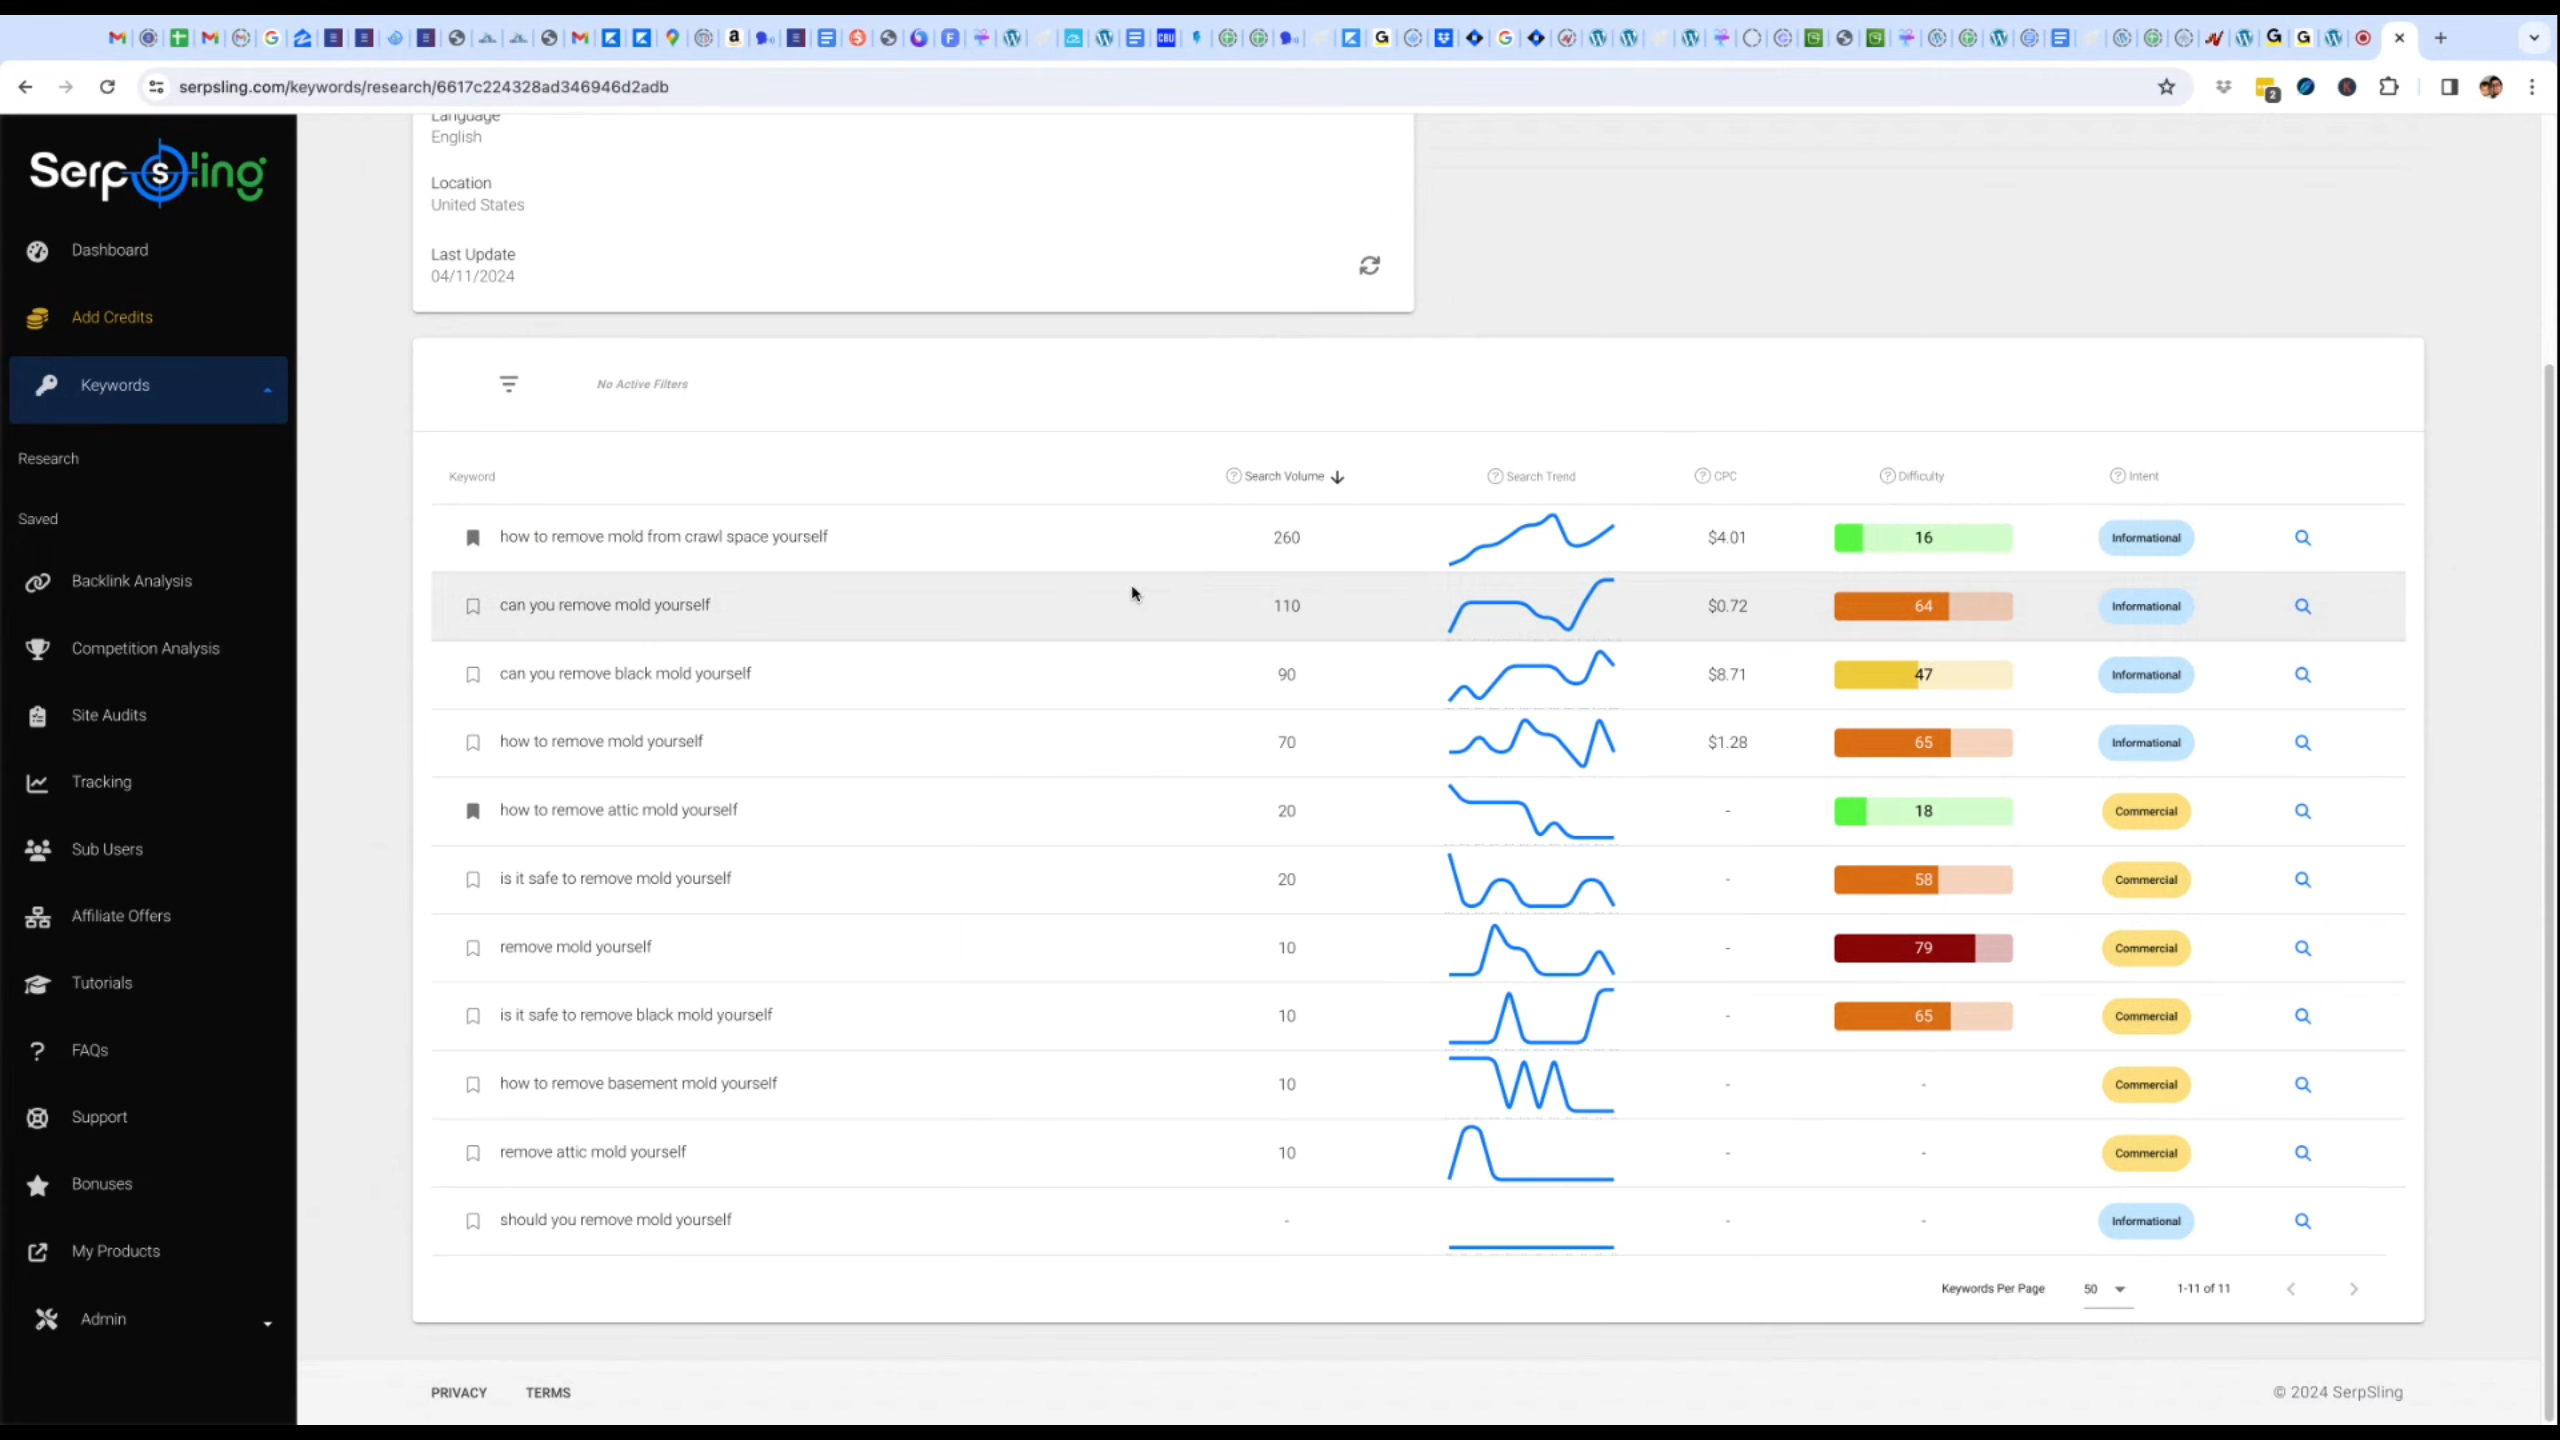 serpsling.com/keywords/research/6617c224328ad346946d2adb
2
SerpSling
Dashboard
Add Credits
Keywords
Research
Saved
Backlink Analysis
Competition Analysis
Site Audits
Tracking
Sub Users
Affiliate Offers
Tutorials
FAQs
Support
Bonuses
My Products
Admin
Language
English
Location
United States
Last Update
04/11/2024
No Active Filters
Keyword Search Volume Search Trend CPC Difficulty Intent
how to remove mold from crawl space yourself 260 $4.01 16 Informational
can you remove mold yourself 110 $0.72 64 Informational
can you remove black mold yourself 90 $8.71 47 Informational
how to remove mold yourself 70 $1.28 65 Informational
how to remove attic mold yourself 20 - 18 Commercial
is it safe to remove mold yourself 20 - 58 Commercial
remove mold yourself 10 - 79 Commercial
is it safe to remove black mold yourself 10 - 65 Commercial
how to remove basement mold yourself 10 - - Commercial
remove attic mold yourself 10 - - Commercial
should you remove mold yourself - - - Informational
Keywords Per Page 50 1-11 of 11
PRIVACY TERMS
© 2024 SerpSling